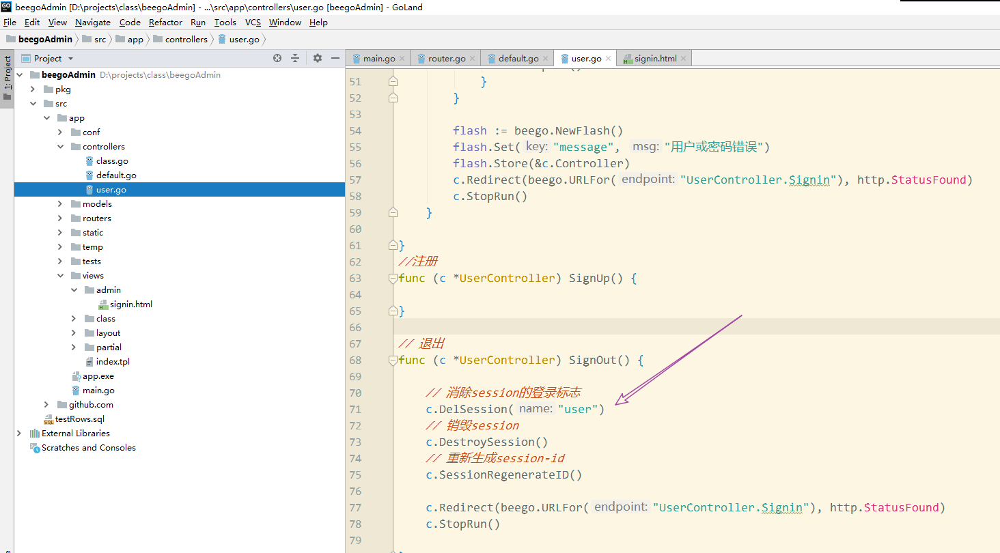 beegoAdmin [D:\projects\class\beegoAdmin] - ...\src\app\controllers\user.go [beegoAdmin] - GoLand
File Edit View Navigate Code Refactor Run Tools VCS Window Help
beegoAdmin src app controllers user.go
1: Project
Project
beegoAdmin D:\projects\class\beegoAdmin
pkg
src
app
conf
controllers
class.go
default.go
user.go
models
routers
static
temp
tests
views
admin
signin.html
class
layout
partial
index.tpl
app.exe
main.go
github.com
testRows.sql
External Libraries
Scratches and Consoles
main.go router.go default.go user.go signin.html
51 }
52 }
53
54 flash := beego.NewFlash()
55 flash.Set( key: "message", msg: "用户或密码错误")
56 flash.Store(&c.Controller)
57 c.Redirect(beego.URLFor( endpoint: "UserController.Signin"), http.StatusFound)
58 c.StopRun()
59 }
60
61 }
62 //注册
63 func (c *UserController) SignUp() {
64
65 }
66
67 // 退出
68 func (c *UserController) SignOut() {
69
70 // 消除session的登录标志
71 c.DelSession( name: "user")
72 // 销毁session
73 c.DestroySession()
74 // 重新生成session-id
75 c.SessionRegenerateID()
76
77 c.Redirect(beego.URLFor( endpoint: "UserController.Signin"), http.StatusFound)
78 c.StopRun()
79